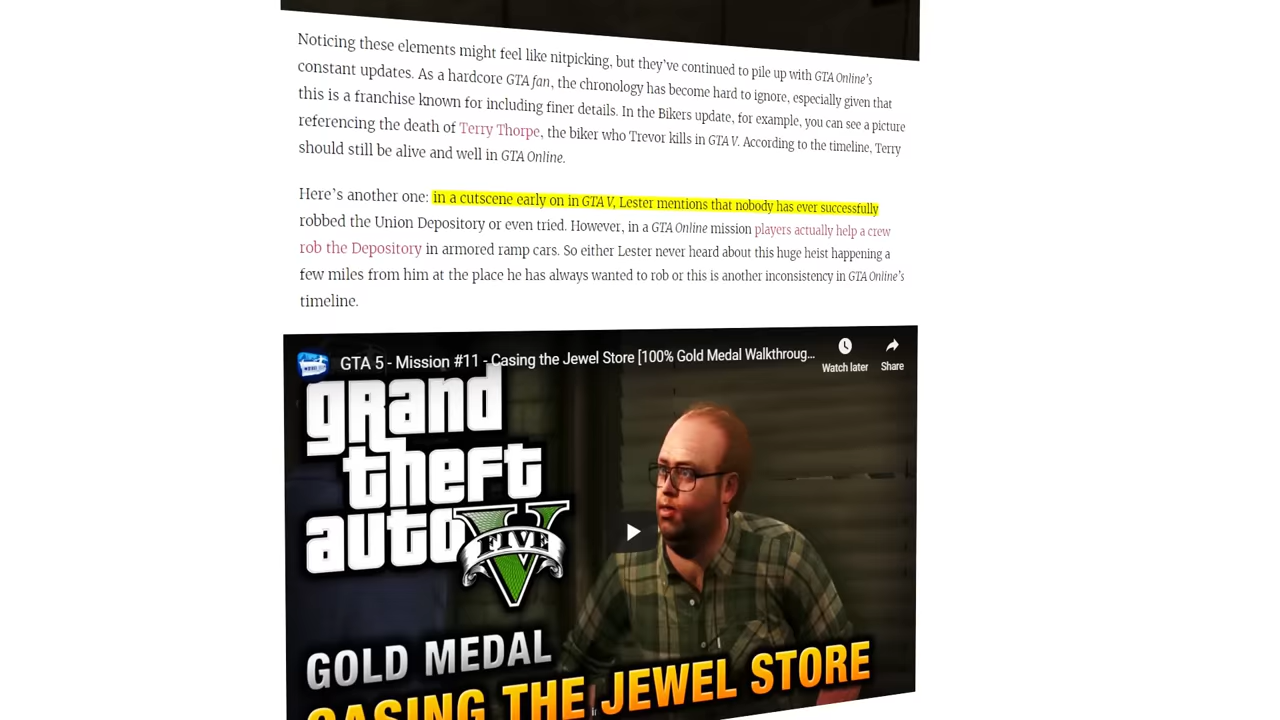 Noticing these elements might feel like nitpicking, but they've continued to pile up with GTA Online's
constant updates. As a hardcore GTA fan, the chronology has become hard to ignore, especially given that
this is a franchise known for including finer details. In the Bikers update, for example, you can see a picture
referencing the death of Terry Thorpe, the biker who Trevor kills in GTA V. According to the timeline, Terry
should still be alive and well in GTA Online.
Here's another one: in a cutscene early on in GTA V, Lester mentions that nobody has ever successfully
robbed the Union Depository or even tried. However, in a GTA Online mission players actually help a crew
rob the Depository in armored ramp cars. So either Lester never heard about this huge heist happening a
few miles from him at the place he has always wanted to rob or this is another inconsistency in GTA Online's
timeline.
GTA 5 - Mission #11 - Casing the Jewel Store [100% Gold Medal Walkthroug...
Watch later
Share
grand
theft
auto V
FIVE
GOLD MEDAL
CASING THE JEWEL STORE